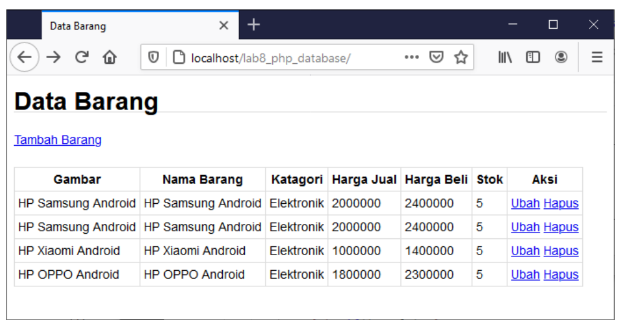 Data Barang
localhost/lab8_php_database/
Data Barang
Tambah Barang
Gambar Nama Barang Katagori Harga Jual Harga Beli Stok Aksi
HP Samsung Android HP Samsung Android Elektronik 2000000 2400000 5 Ubah Hapus
HP Samsung Android HP Samsung Android Elektronik 2000000 2400000 5 Ubah Hapus
HP Xiaomi Android HP Xiaomi Android Elektronik 1000000 1400000 5 Ubah Hapus
HP OPPO Android HP OPPO Android Elektronik 1800000 2300000 5 Ubah Hapus